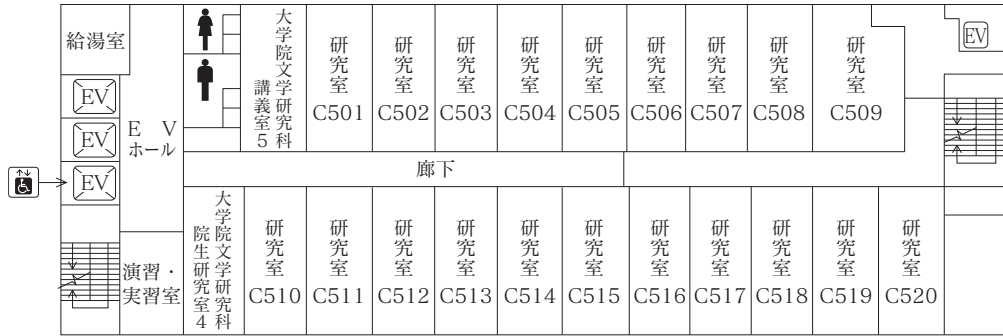 給湯室
EV
EV
EV
EV
ホール
大学院文学研究科
講義室5
研究室
C501
研究室
C502
研究室
C503
研究室
C504
研究室
C505
研究室
C506
研究室
C507
研究室
C508
研究室
C509
EV
廊下
演習・
実習室
大学院文学研究科
院生研究室4
研究室
C510
研究室
C511
研究室
C512
研究室
C513
研究室
C514
研究室
C515
研究室
C516
研究室
C517
研究室
C518
研究室
C519
研究室
C520